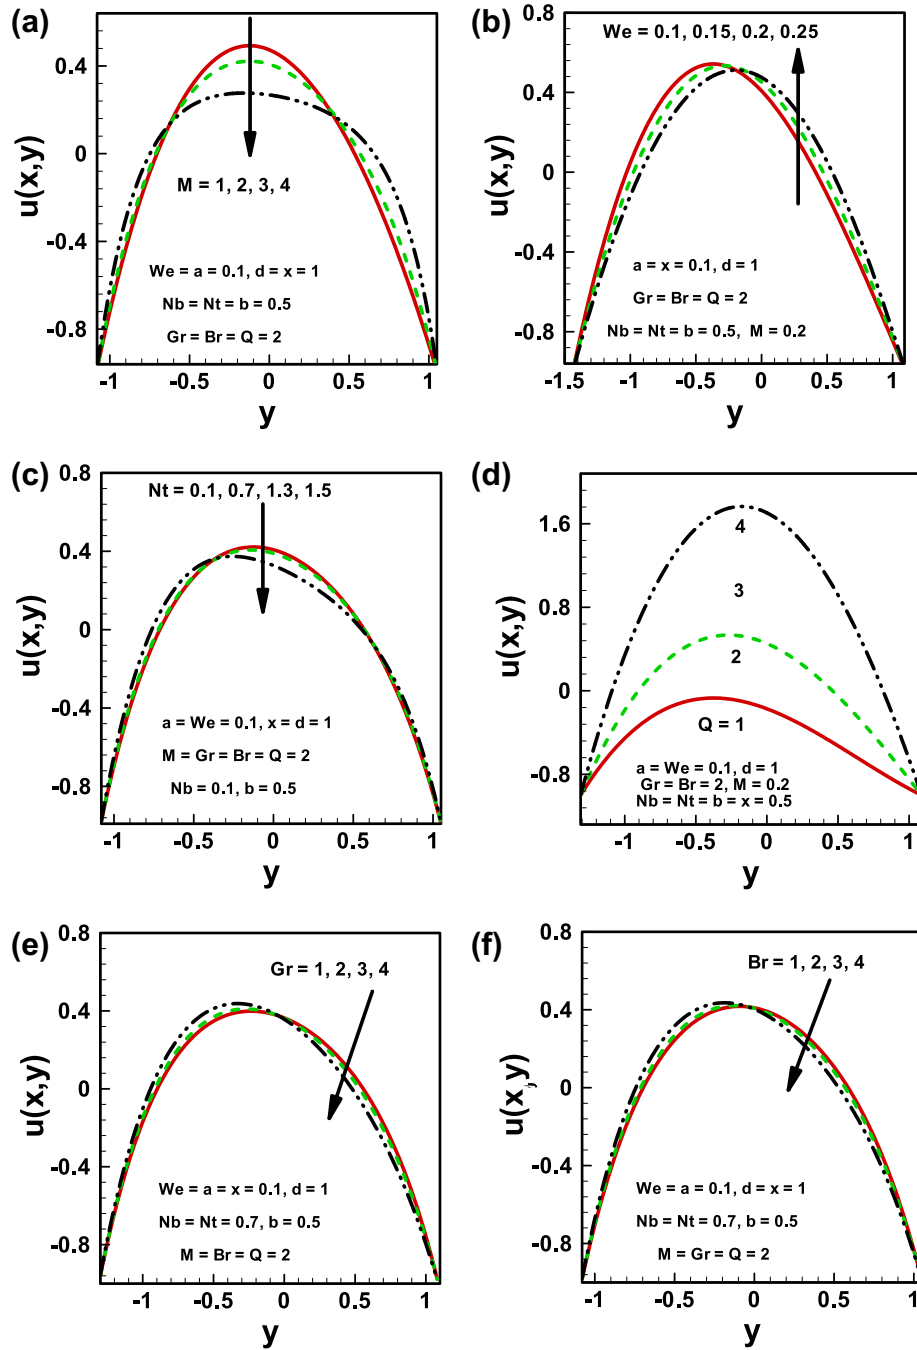 (a)
0.4
0
-0.4
-0.8
u(x,y)
M = 1, 2, 3, 4
We = a = 0.1, d = x = 1
Nb = Nt = b = 0.5
Gr = Br = Q = 2
-1 -0.5 0 0.5 1
y
(b)
0.8
0.4
0
-0.4
-0.8
u(x,y)
We = 0.1, 0.15, 0.2, 0.25
a = x = 0.1, d = 1
Gr = Br = Q = 2
Nb = Nt = b = 0.5, M = 0.2
-1.5 -1 -0.5 0 0.5 1
y
(c)
0.8
0.4
0
-0.4
-0.8
u(x,y)
Nt = 0.1, 0.7, 1.3, 1.5
a = We = 0.1, x = d = 1
M = Gr = Br = Q = 2
Nb = 0.1, b = 0.5
-1 -0.5 0 0.5 1
y
(d)
1.6
0.8
0
-0.8
u(x,y)
4
3
2
Q = 1
a = We = 0.1, d = 1
Gr = Br = 2, M = 0.2
Nb = Nt = b = x = 0.5
-1 -0.5 0 0.5 1
y
(e)
0.8
0.4
0
-0.4
-0.8
u(x,y)
Gr = 1, 2, 3, 4
We = a = x = 0.1, d = 1
Nb = Nt = 0.7, b = 0.5
M = Br = Q = 2
-1 -0.5 0 0.5 1
y
(f)
0.8
0.4
0
-0.4
-0.8
u(x,y)
Br = 1, 2, 3, 4
We = a = 0.1, d = x = 1
Nb = Nt = 0.7, b = 0.5
M = Gr = Q = 2
-1 -0.5 0 0.5 1
y